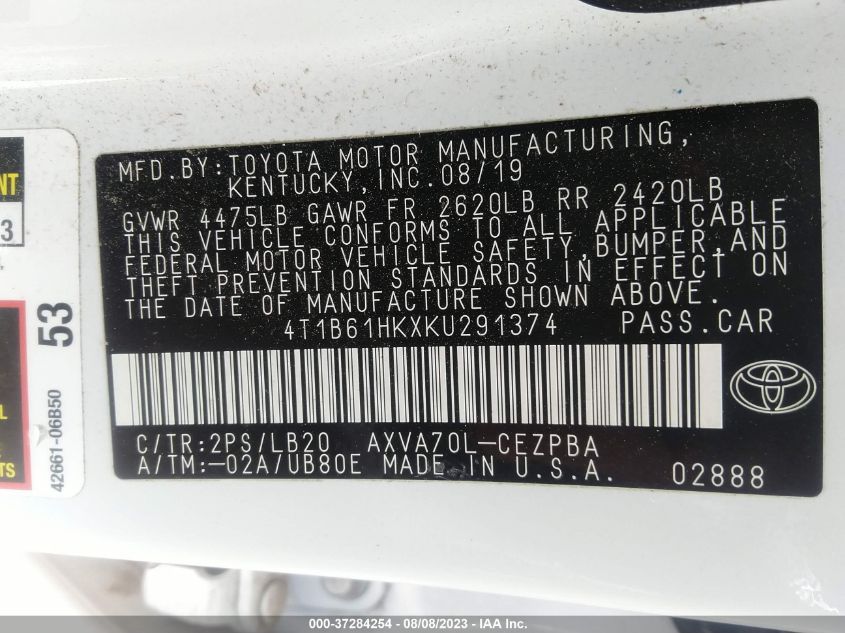 MFD.BY:TOYOTA MOTOR MANUFACTURING,
KENTUCKY,INC.08/19
GVWR 4475LB GAWR FR 2620LB RR 2420LB
THIS VEHICLE CONFORMS TO ALL APPLICABLE
FEDERAL MOTOR VEHICLE SAFETY,BUMPER,AND
THEFT PREVENTION STANDARDS IN EFFECT ON
THE DATE OF MANUFACTURE SHOWN ABOVE.
4T1B61HKXKU291374 PASS.CAR
C/TR:2PS/LB20 AXVA70L-CEZPBA
A/TM:-02A/UB80E MADE IN U.S.A. 02888
NT
3
53
42661-06B50
L
TS
000-37284254 - 08/08/2023 - IAA Inc.